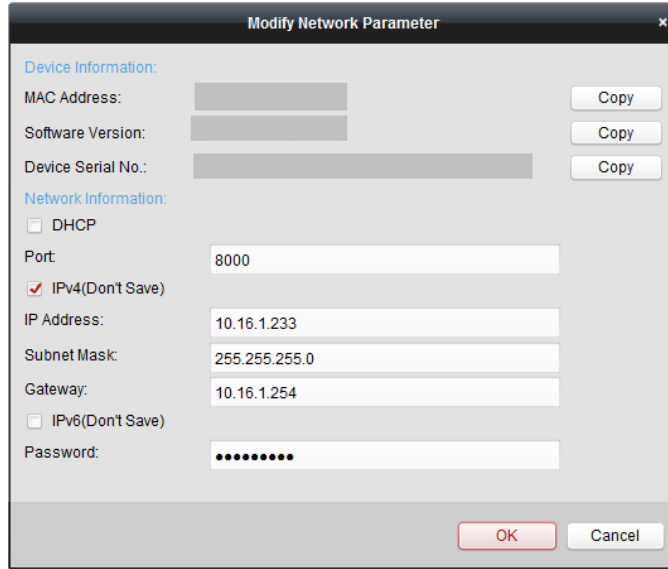 Modify Network Parameter ×
Device Information:
MAC Address: Copy
Software Version: Copy
Device Serial No.: Copy
Network Information:
DHCP
Port: 8000
IPv4(Don't Save)
IP Address: 10.16.1.233
Subnet Mask: 255.255.255.0
Gateway: 10.16.1.254
IPv6(Don't Save)
Password: •••••••••
OK Cancel